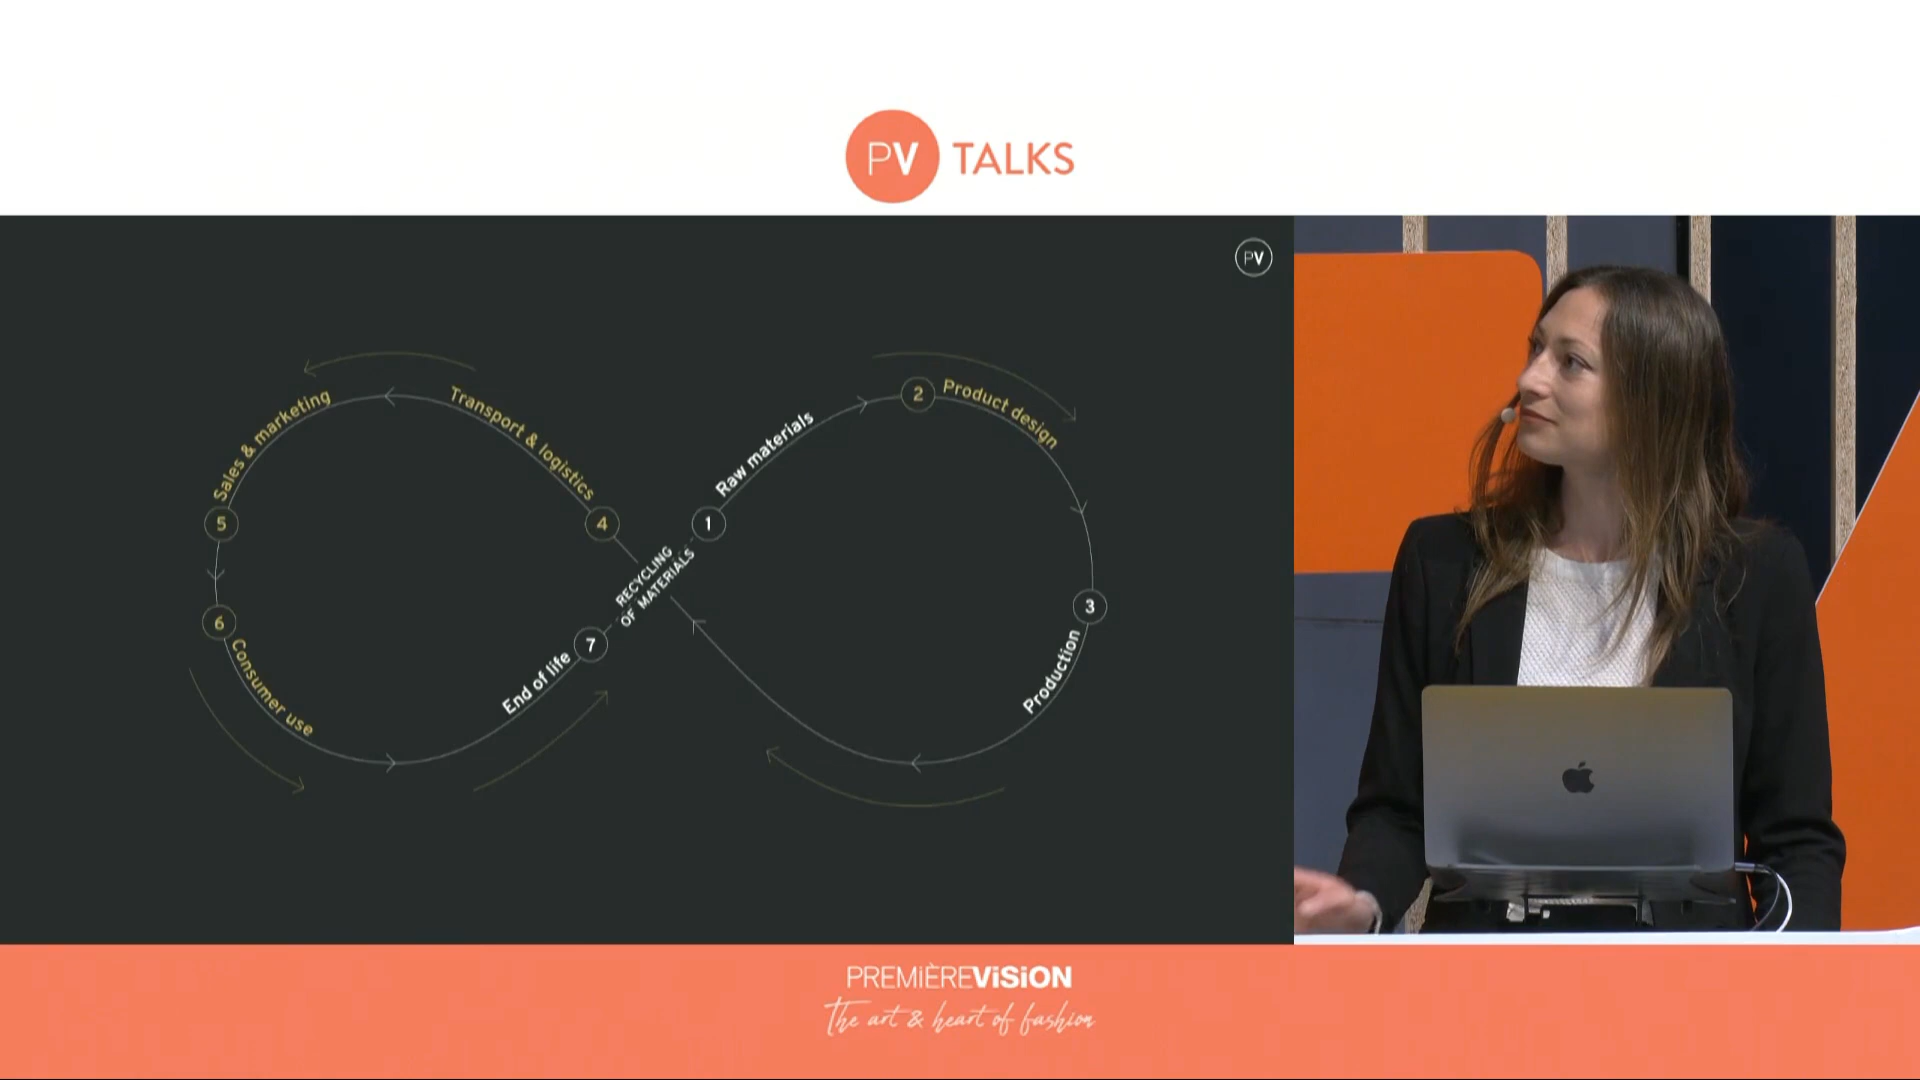 PV TALKS
PV
Transport & logistics
Sales & marketing
Raw materials
2 Product design
5
4
1
RECYCLING
OF MATERIALS
3
6
7
Consumer use
End of life
Production
PREMIÈREViSiON
The art & heart of fashion